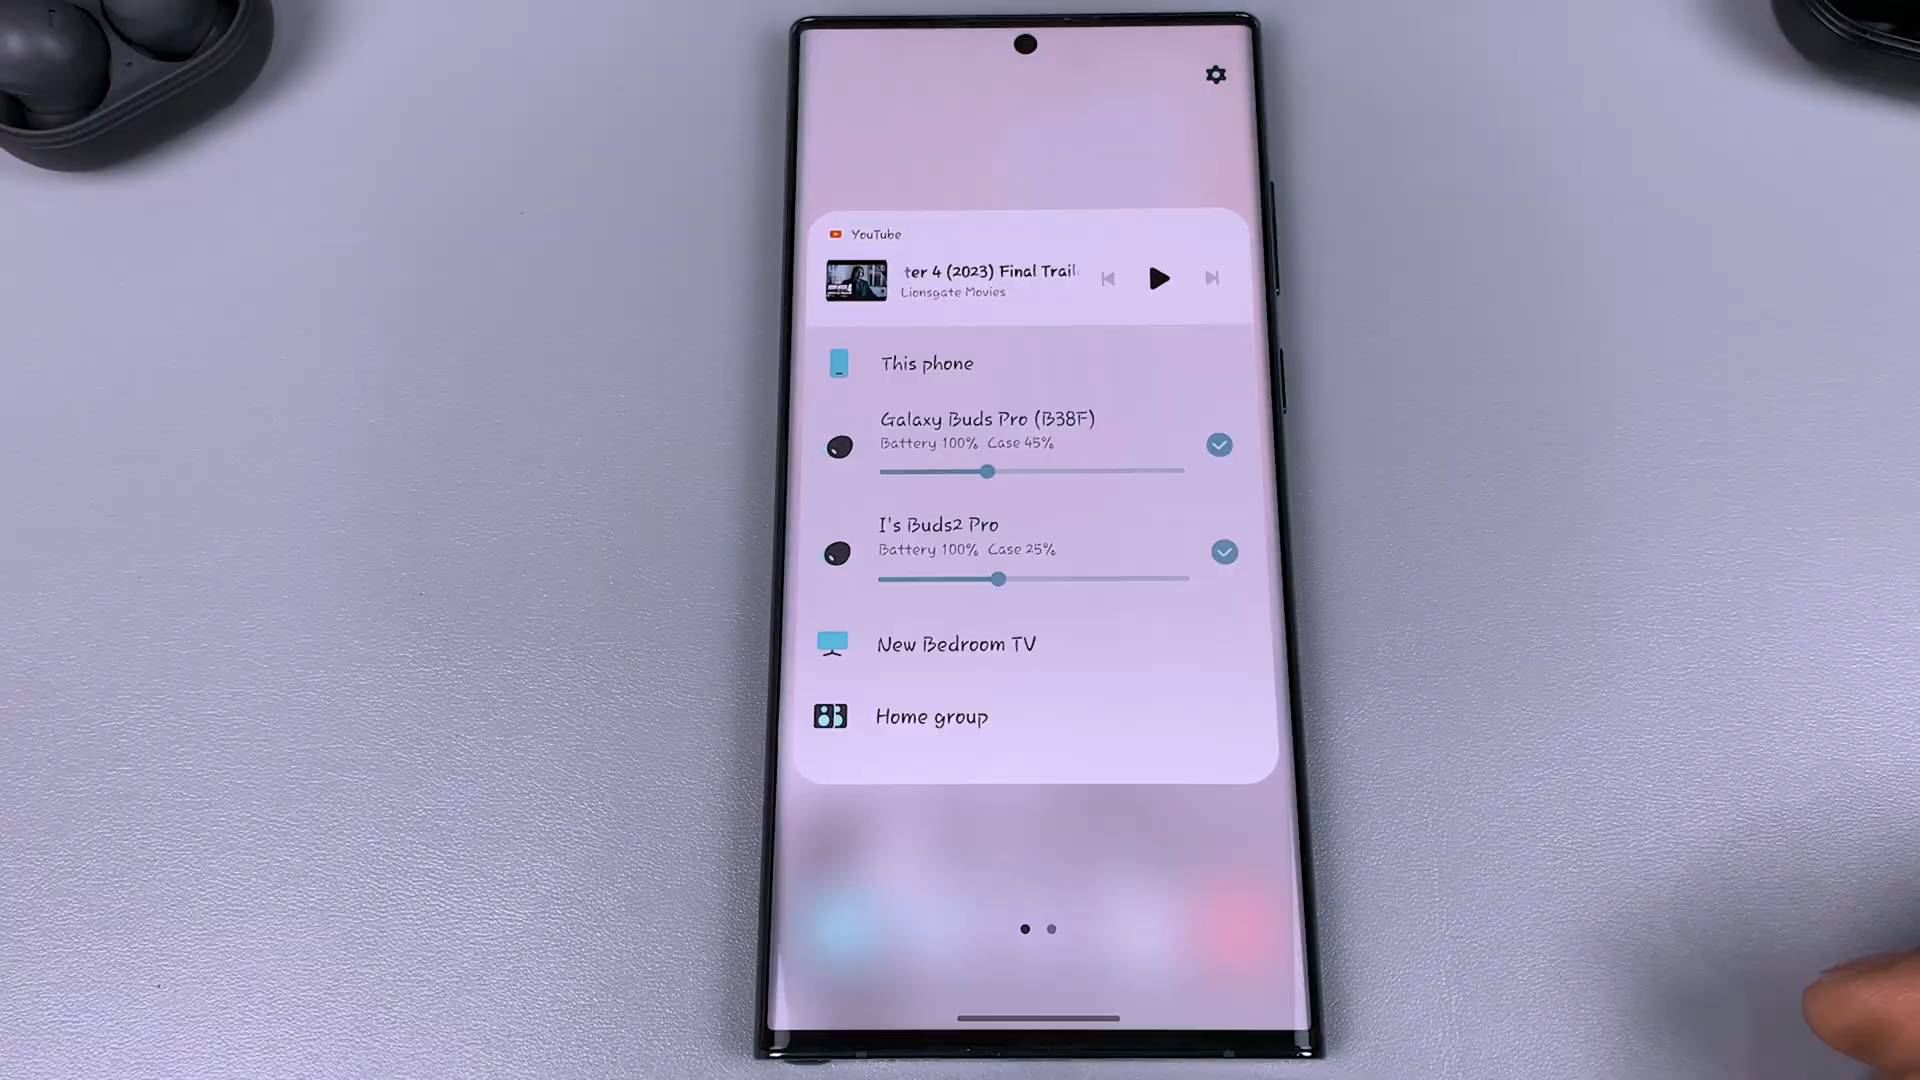 YouTube
ter 4 (2023) Final Trail
Lionsgate Movies
This phone
Galaxy Buds Pro (B38F)
Battery 100% Case 45%
I's Buds2 Pro
Battery 100% Case 25%
New Bedroom TV
Home group